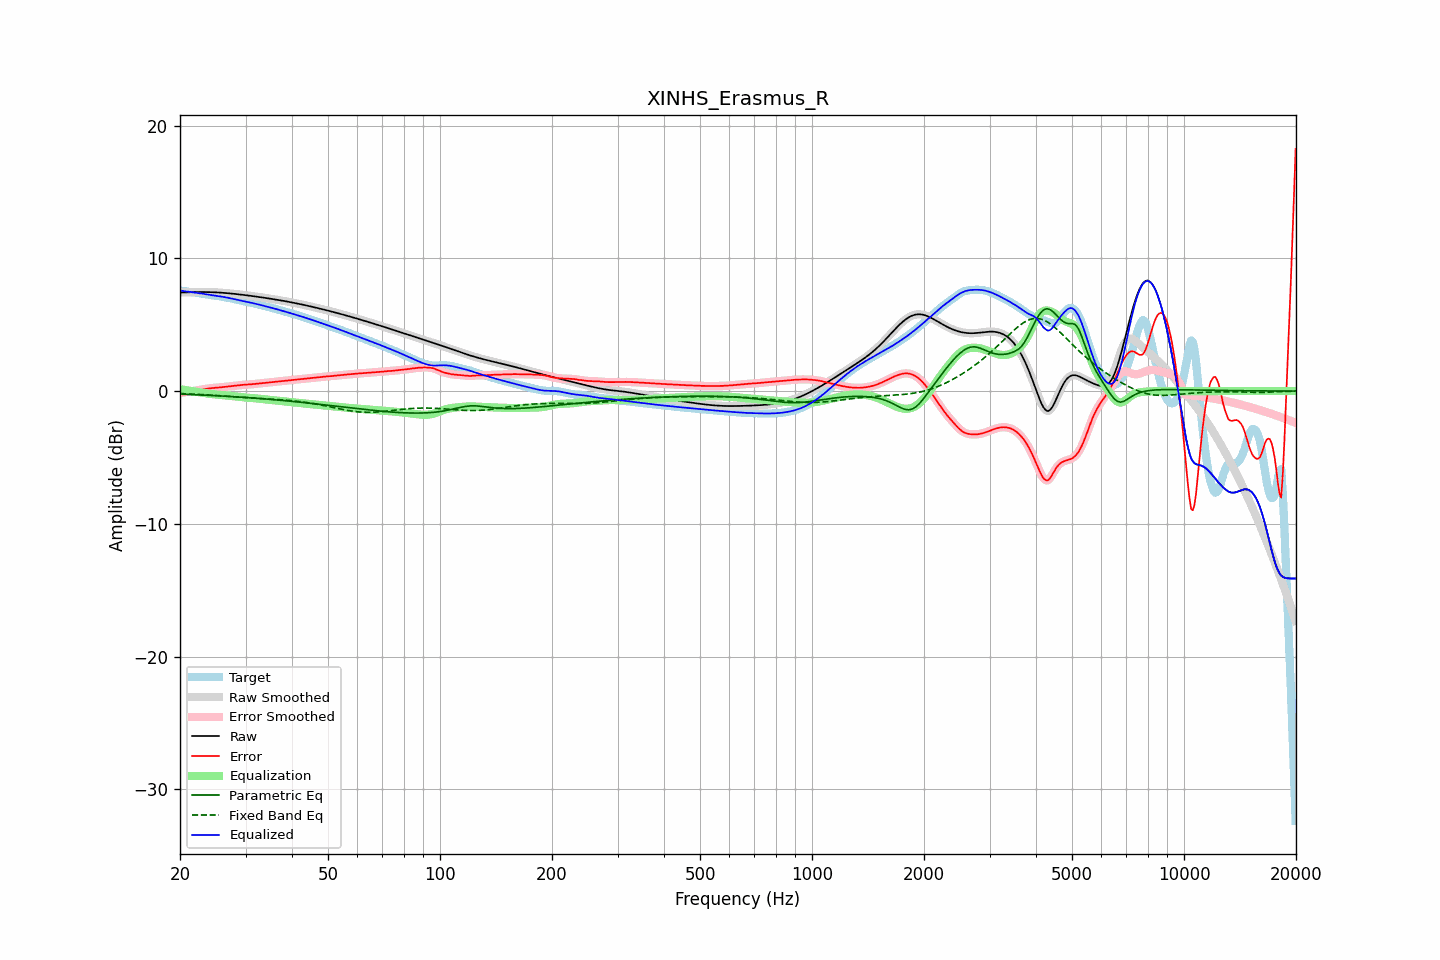 XINHS_Erasmus_R
Amplitude (dBr)
20
10
0
−10
−20
−30
Target
Raw Smoothed
Error Smoothed
Raw
Error
Equalization
Parametric Eq
Fixed Band Eq
Equalized
20 50 100 200 500 1000 2000 5000 10000 20000
Frequency (Hz)